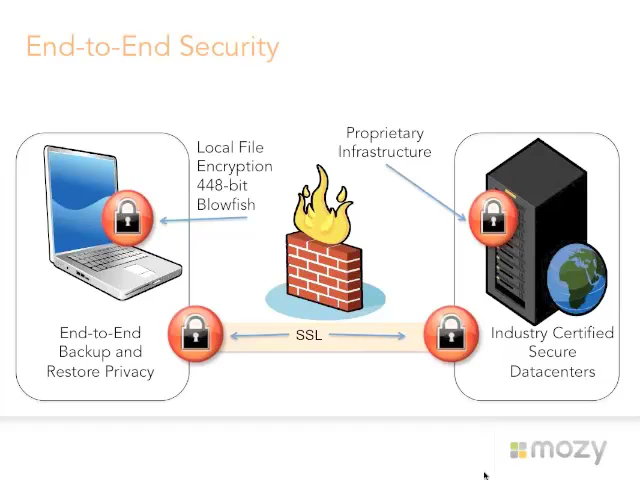 End-to-End Security
Local File
Encryption
448-bit
Blowfish
Proprietary
Infrastructure
SSL
End-to-End
Backup and
Restore Privacy
Industry Certified
Secure
Datacenters
mozy